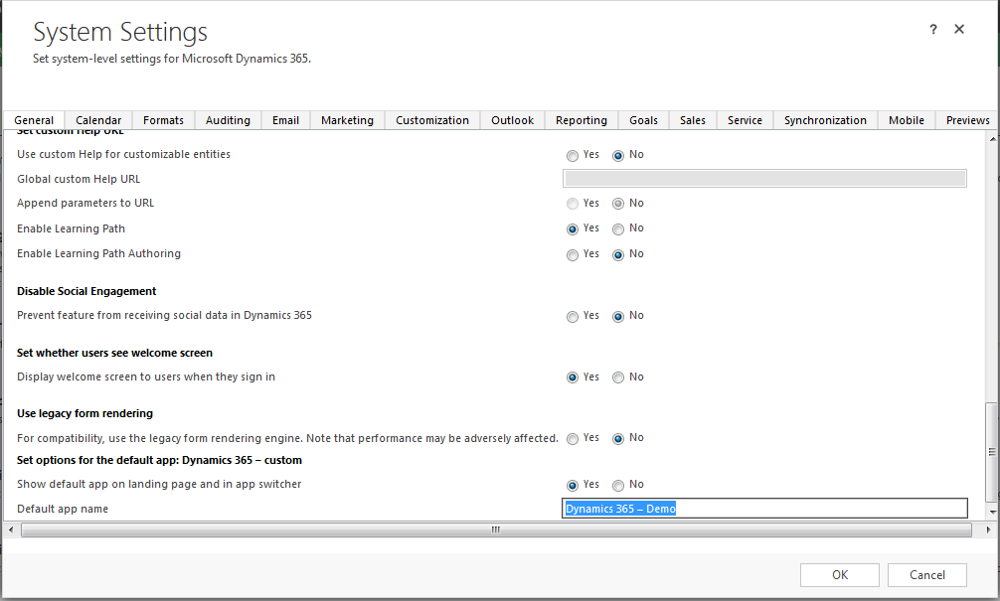 System Settings
? ✕
Set system-level settings for Microsoft Dynamics 365.
General Calendar Formats Auditing Email Marketing Customization Outlook Reporting Goals Sales Service Synchronization Mobile Previews
Set custom Help URL
Use custom Help for customizable entities Yes No
Global custom Help URL
Append parameters to URL Yes No
Enable Learning Path Yes No
Enable Learning Path Authoring Yes No
Disable Social Engagement
Prevent feature from receiving social data in Dynamics 365 Yes No
Set whether users see welcome screen
Display welcome screen to users when they sign in Yes No
Use legacy form rendering
For compatibility, use the legacy form rendering engine. Note that performance may be adversely affected. Yes No
Set options for the default app: Dynamics 365 – custom
Show default app on landing page and in app switcher Yes No
Default app name Dynamics 365 – Demo
OK Cancel